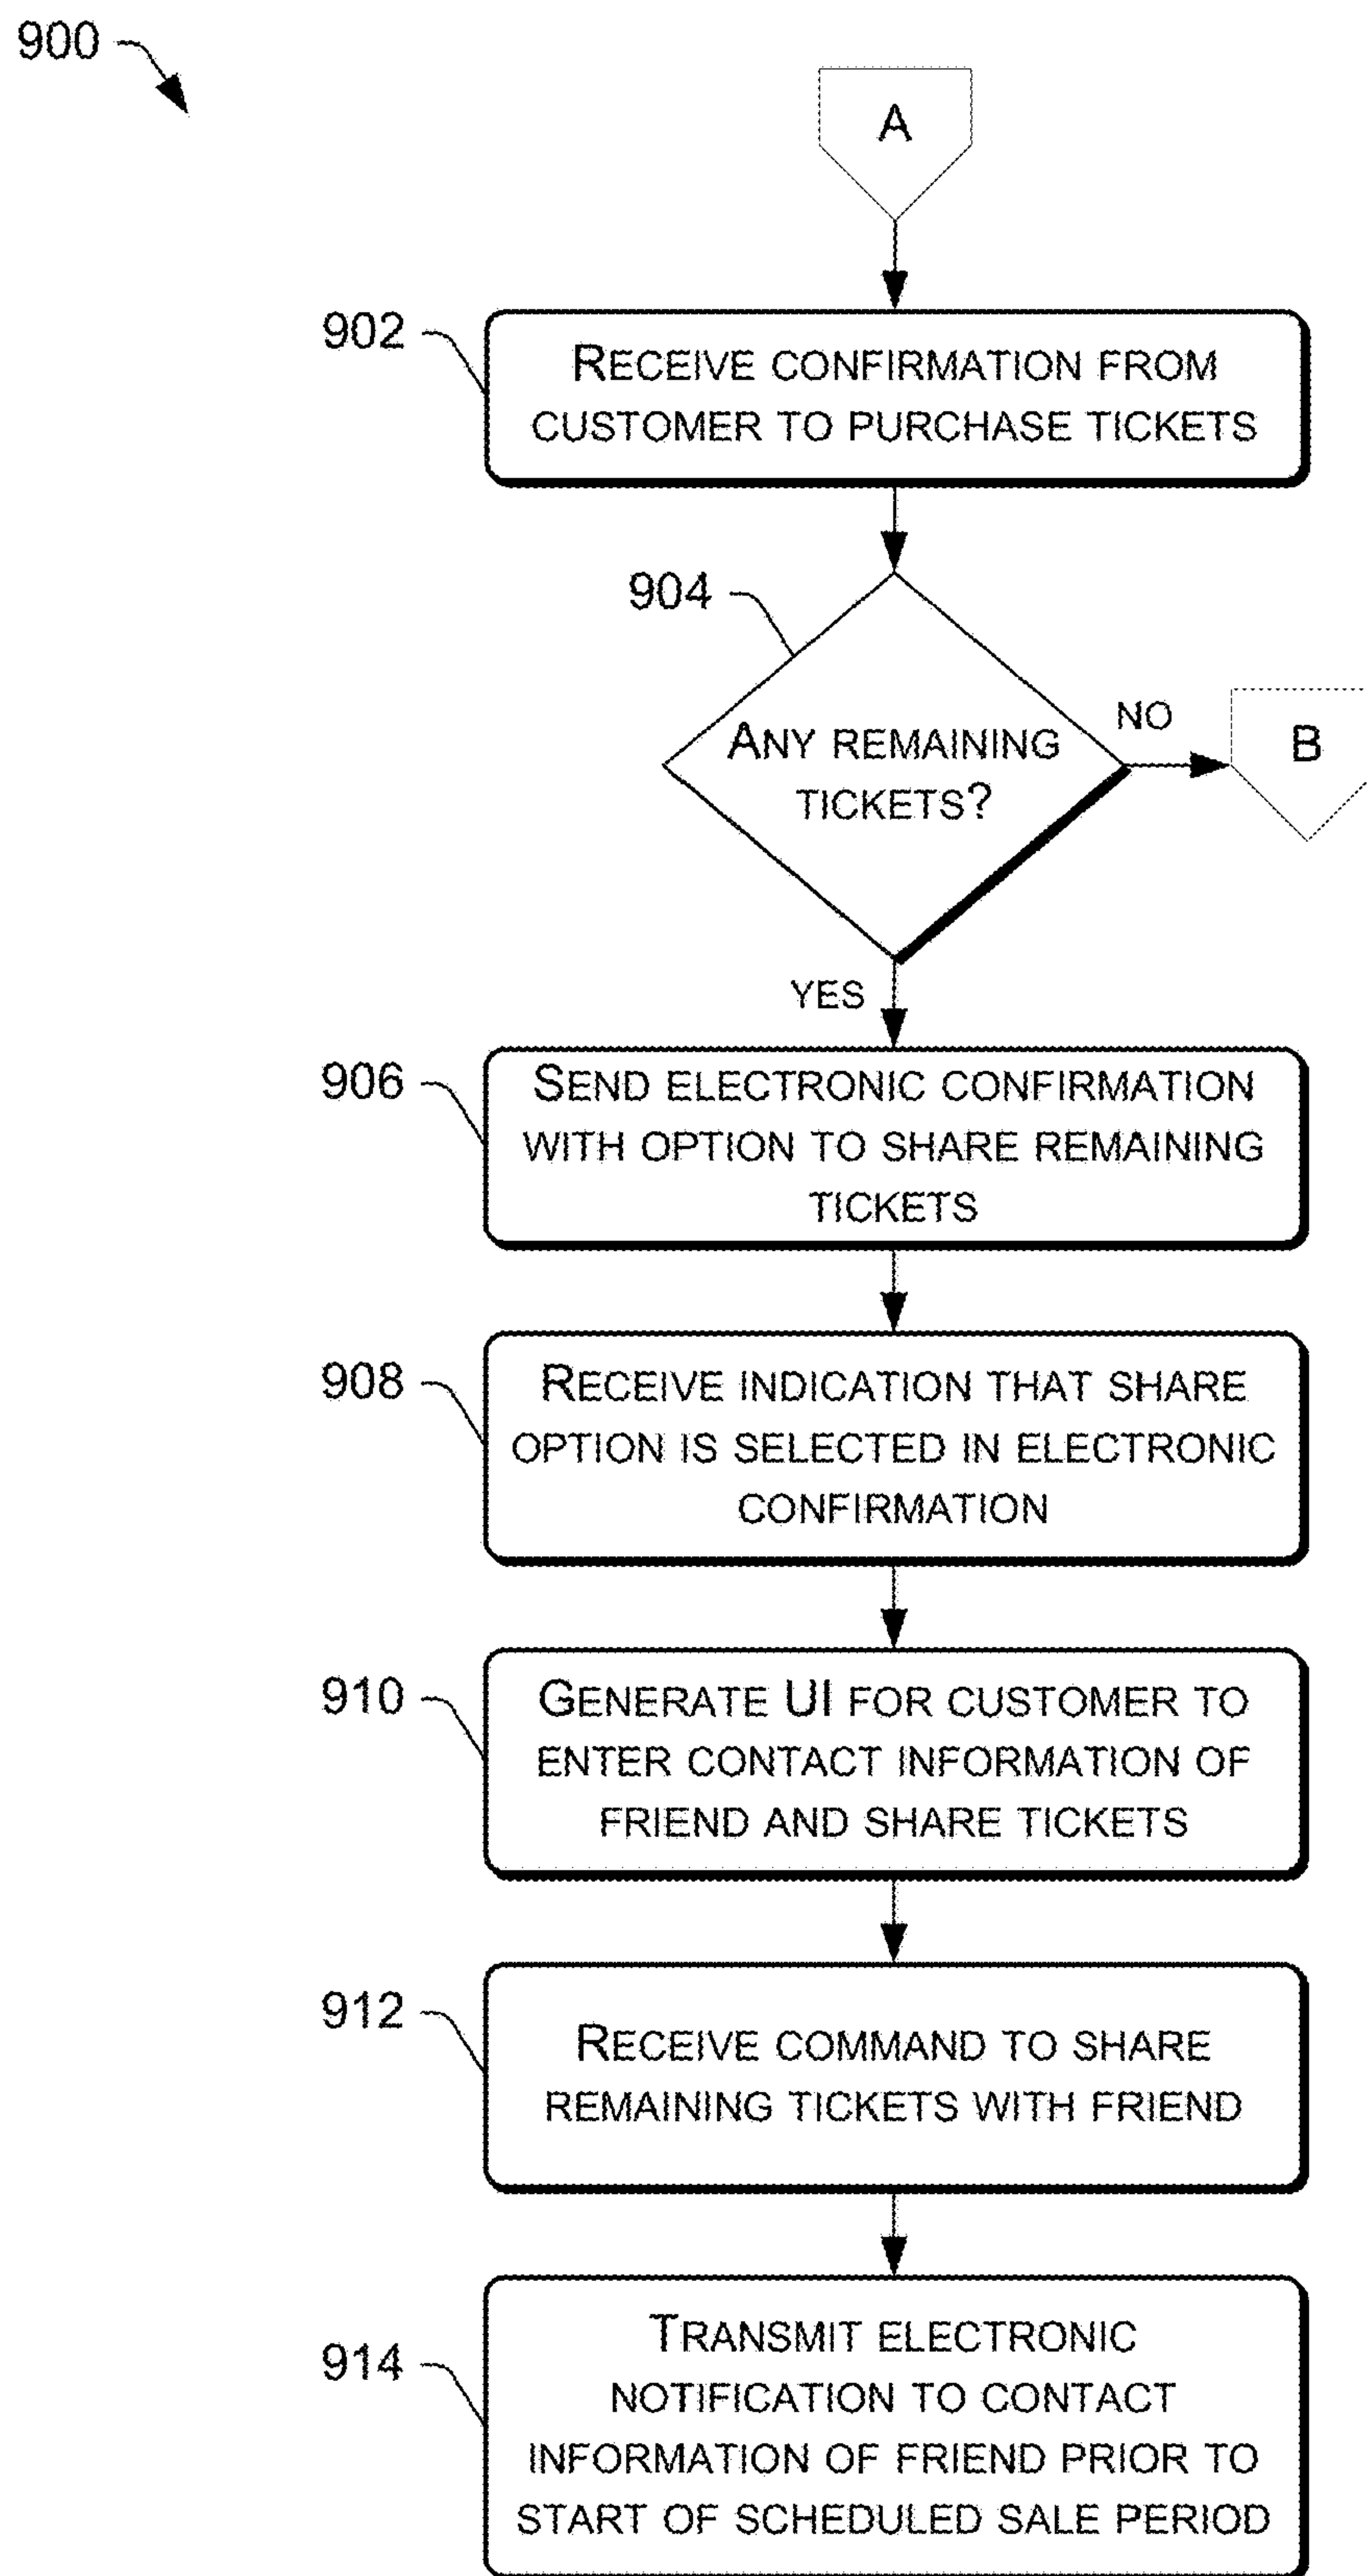 900
A
902
RECEIVE CONFIRMATION FROM
CUSTOMER TO PURCHASE TICKETS
904
ANY REMAINING
TICKETS?
NO
B
YES
906
SEND ELECTRONIC CONFIRMATION
WITH OPTION TO SHARE REMAINING
TICKETS
908
RECEIVE INDICATION THAT SHARE
OPTION IS SELECTED IN ELECTRONIC
CONFIRMATION
910
GENERATE UI FOR CUSTOMER TO
ENTER CONTACT INFORMATION OF
FRIEND AND SHARE TICKETS
912
RECEIVE COMMAND TO SHARE
REMAINING TICKETS WITH FRIEND
914
TRANSMIT ELECTRONIC
NOTIFICATION TO CONTACT
INFORMATION OF FRIEND PRIOR TO
START OF SCHEDULED SALE PERIOD